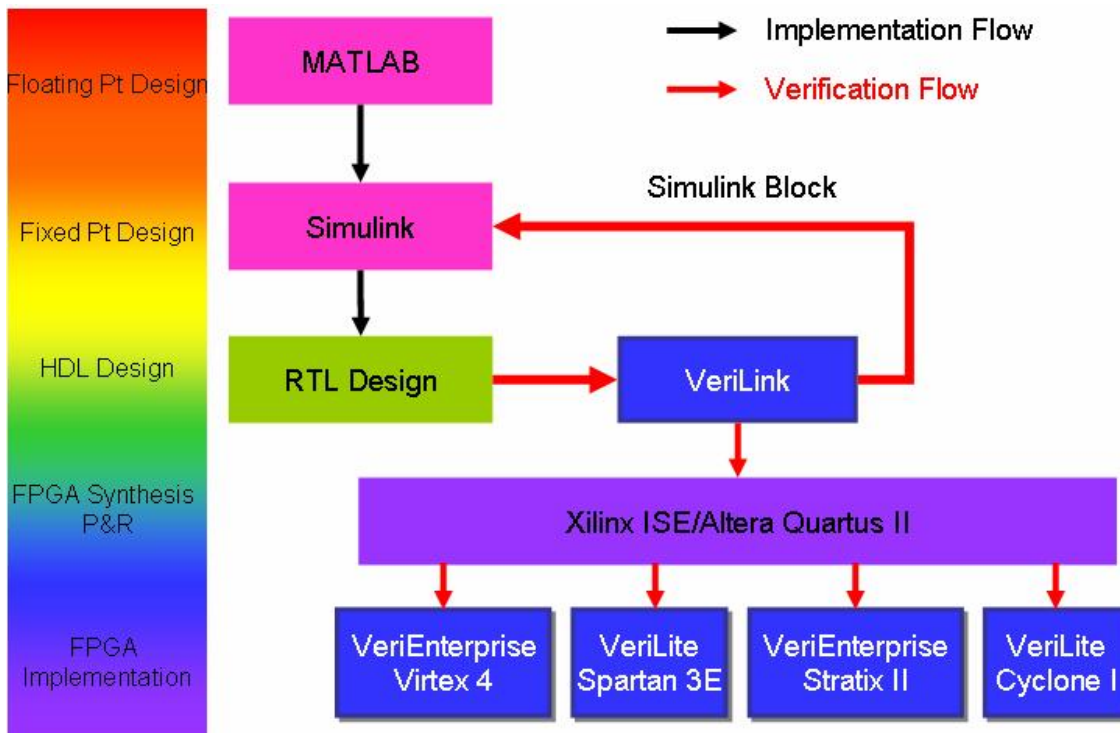 MATLAB
Implementation Flow
Floating Pt Design
Verification Flow
Simulink Block
Fixed Pt Design
Simulink
HDL Design
RTL Design
VeriLink
FPGA Synthesis
P&R
Xilinx ISE/Altera Quartus II
FPGA
Implementation
VeriEnterprise
Virtex 4
VeriLite
Spartan 3E
VeriEnterprise
Stratix II
VeriLite
Cyclone I